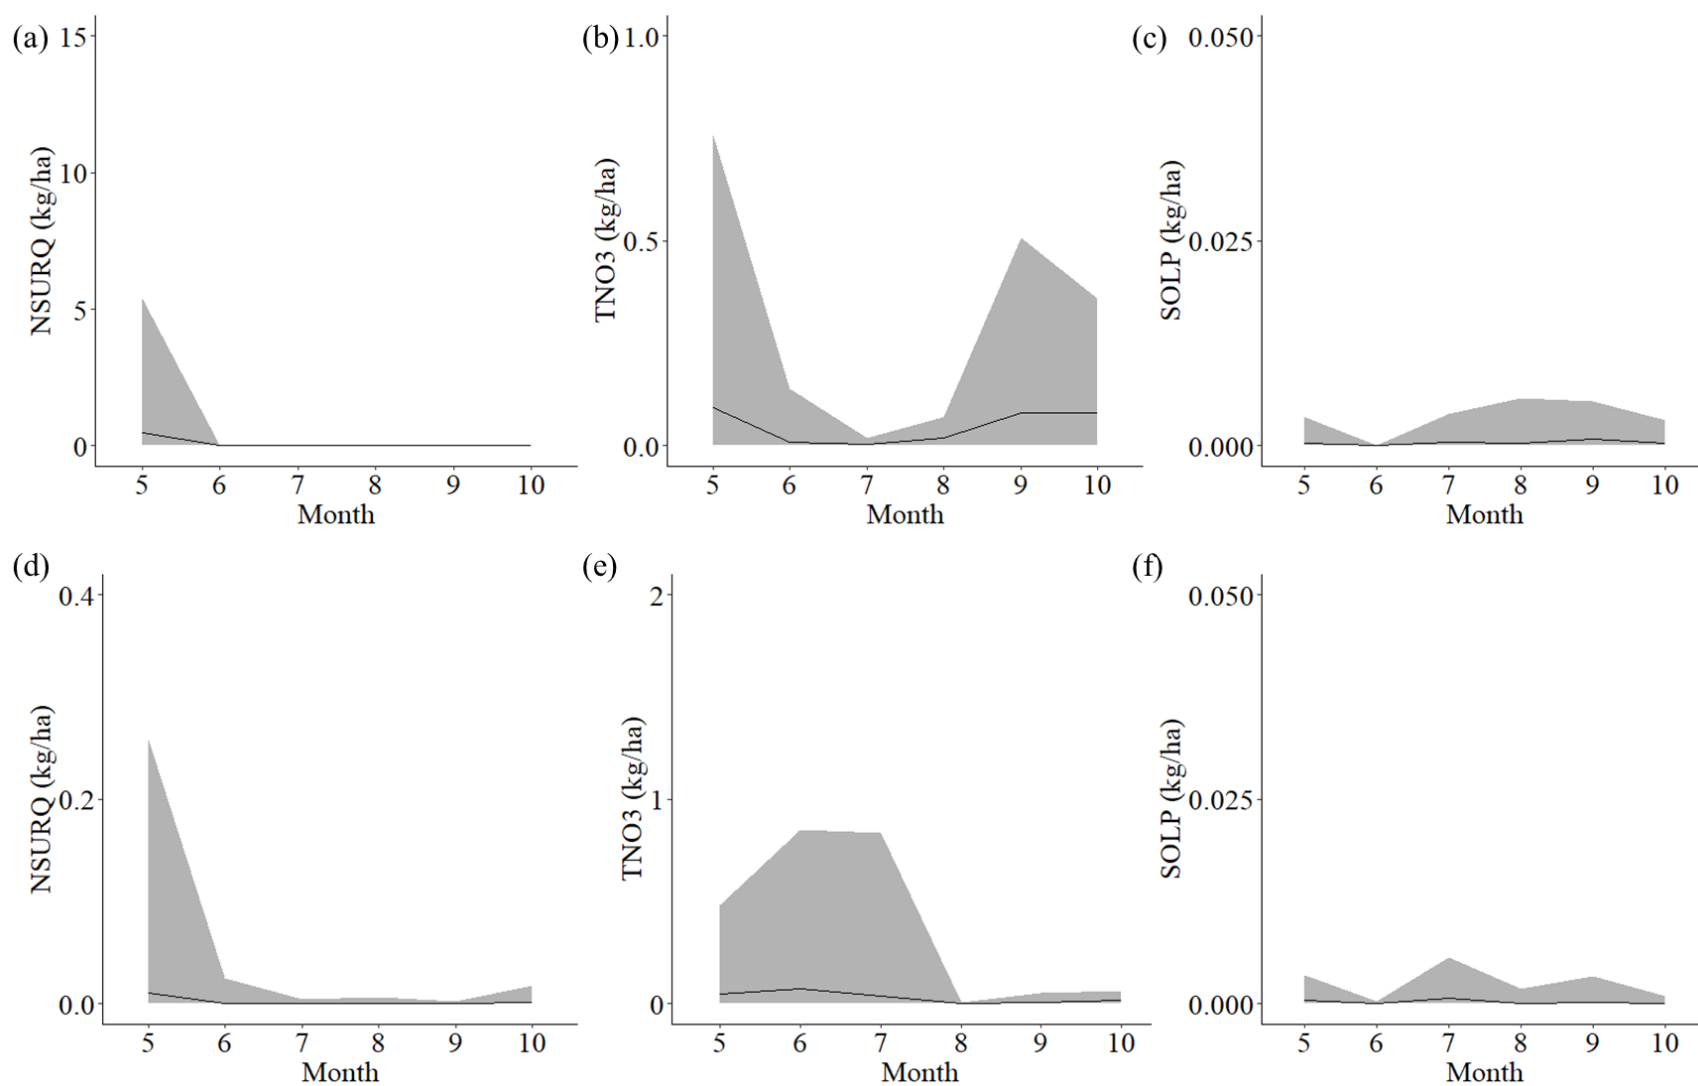 (a)
15
10
5
0
NSURQ (kg/ha)
5 6 7 8 9 10
Month
(b)
1.0
0.5
0.0
TNO3 (kg/ha)
5 6 7 8 9 10
Month
(c)
0.050
0.025
0.000
SOLP (kg/ha)
5 6 7 8 9 10
Month
(d)
0.4
0.2
0.0
NSURQ (kg/ha)
5 6 7 8 9 10
Month
(e)
2
1
0
TNO3 (kg/ha)
5 6 7 8 9 10
Month
(f)
0.050
0.025
0.000
SOLP (kg/ha)
5 6 7 8 9 10
Month